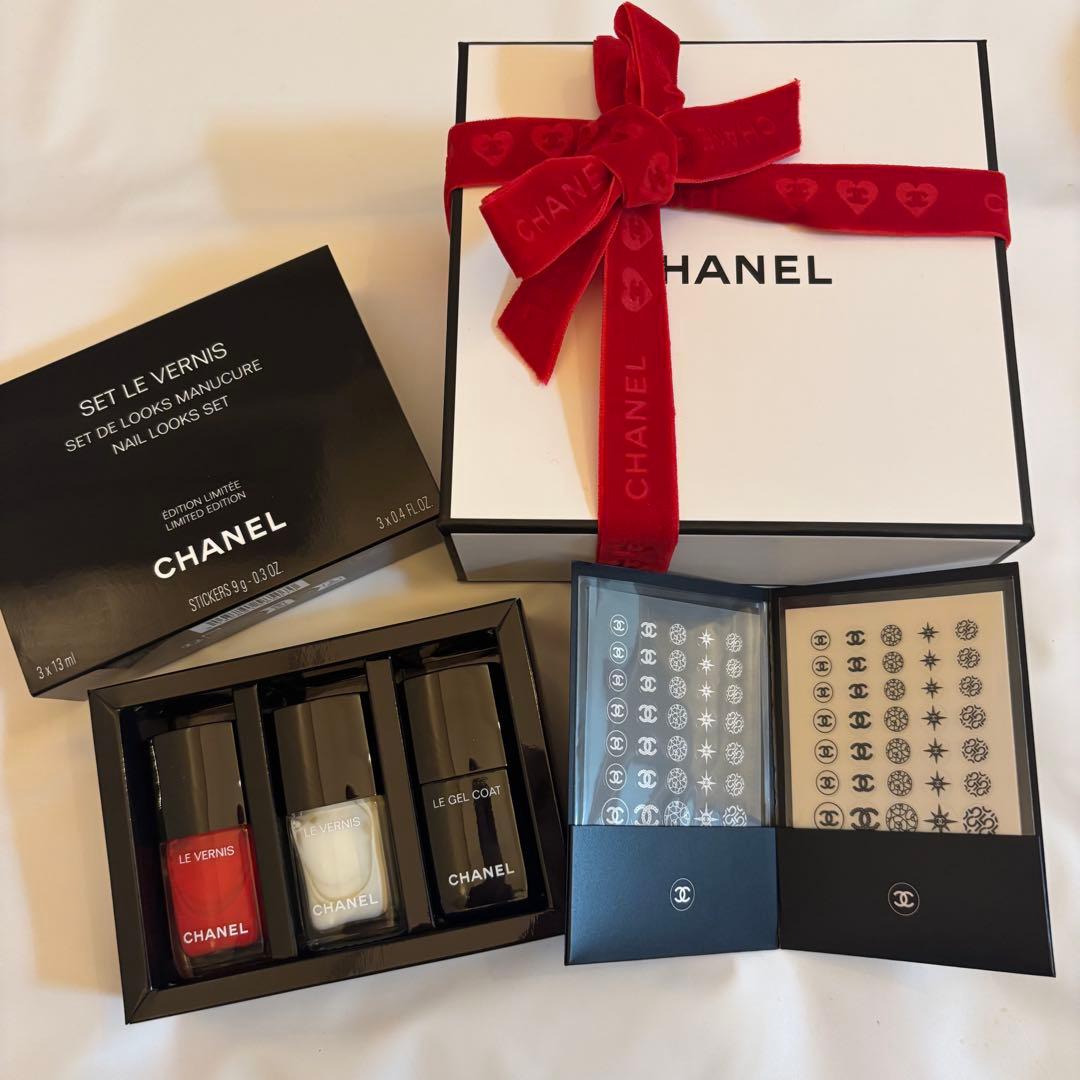 CHANEL
CHANEL
CHANEL
HANEL
CHANEL
SET LE VERNIS
SET DE LOOKS MANUCURE
NAIL LOOKS SET
ÉDITION LIMITÉE
LIMITED EDITION
CHANEL
3 x 0.4 FL.OZ.
STICKERS 9 g - 0.3 OZ.
3 x 13 ml
LE VERNIS
CHANEL
LE VERNIS
CHANEL
LE GEL COAT
CHANEL